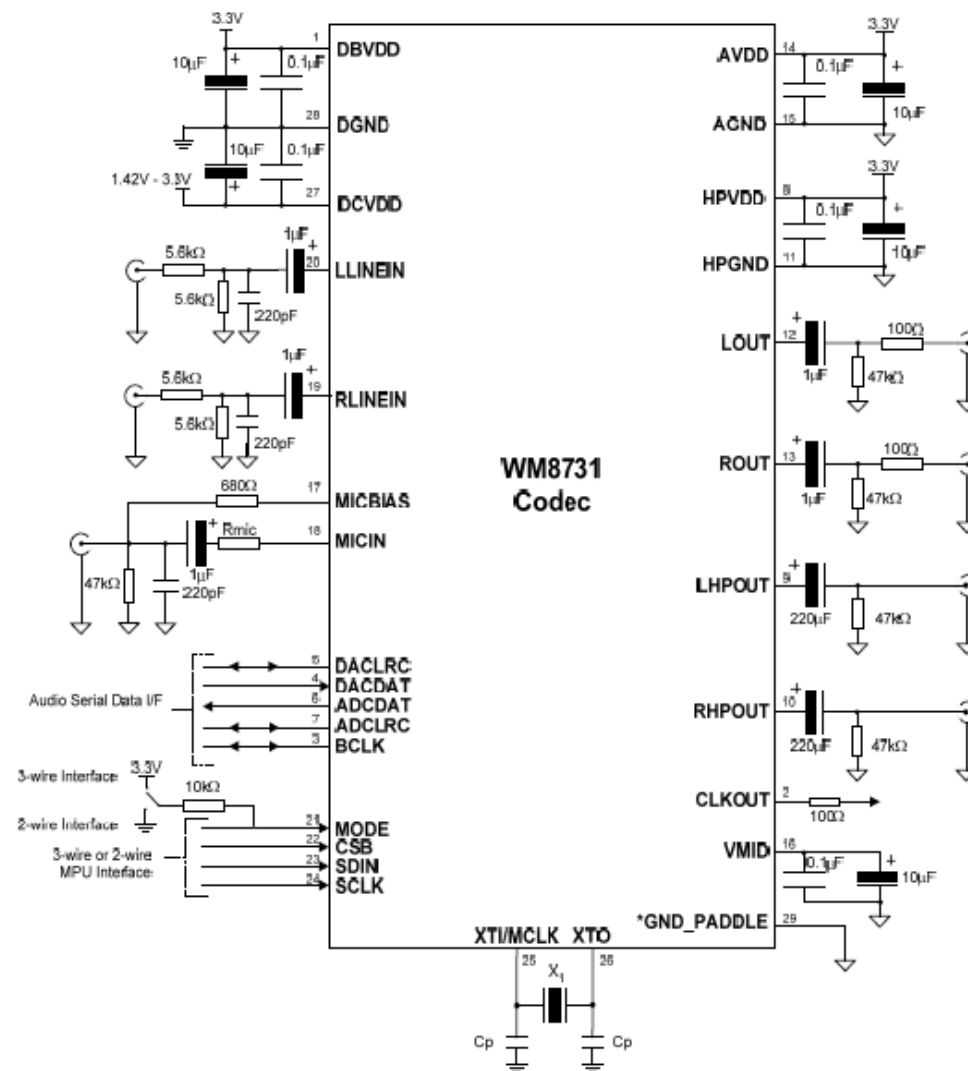 3.3V
1
DBVDD
10µF
+
0.1µF
28
DGND
10µF
0.1µF
+
1.42V - 3.3V
27
DCVDD
1µF
+
5.6kΩ
20
LLINEIN
5.6kΩ
220pF
1µF
+
5.6kΩ
19
RLINEIN
5.6kΩ
220pF
680Ω
17
MICBIAS
+
Rmic
18
MICIN
1µF
47kΩ
220pF
Audio Serial Data I/F
5
DACLRC
4
DACDAT
6
ADCDAT
7
ADCLRC
3
BCLK
3-wire Interface
3.3V
10kΩ
2-wire Interface
21
MODE
3-wire or 2-wire
MPU Interface
22
CSB
23
SDIN
24
SCLK
WM8731
Codec
3.3V
AVDD
14
0.1µF
+
AGND
15
10µF
3.3V
HPVDD
8
0.1µF
+
HPGND
11
10µF
LOUT
12
+
100Ω
1µF
47kΩ
ROUT
13
+
100Ω
1µF
47kΩ
LHPOUT
9
+
220µF
47kΩ
RHPOUT
10
+
220µF
47kΩ
CLKOUT
2
100Ω
VMID
16
0.1µF
+
10µF
*GND_PADDLE
29
XTI/MCLK
XTO
25
26
X1
Cp
Cp